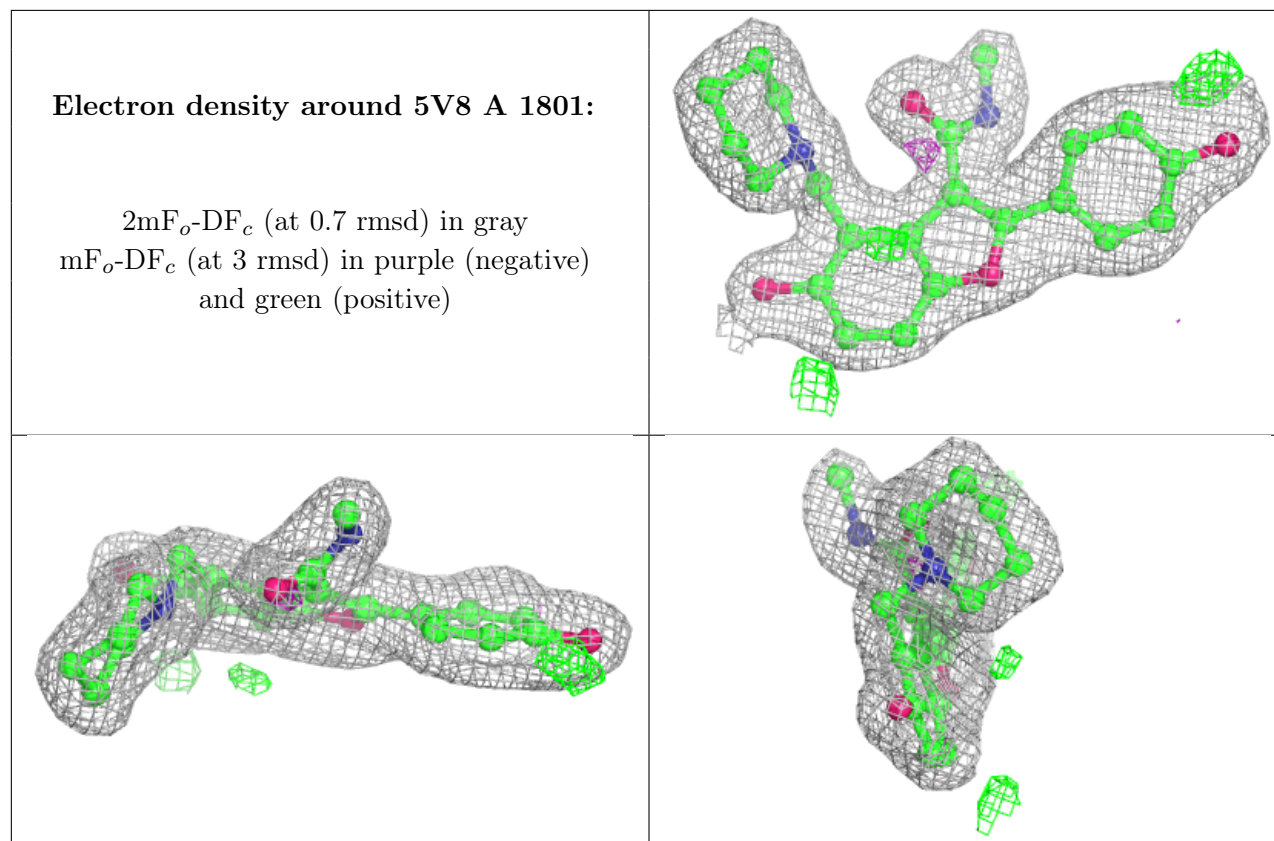 Electron density around 5V8 A 1801:
2mFo-DFc (at 0.7 rmsd) in gray
mFo-DFc (at 3 rmsd) in purple (negative)
and green (positive)